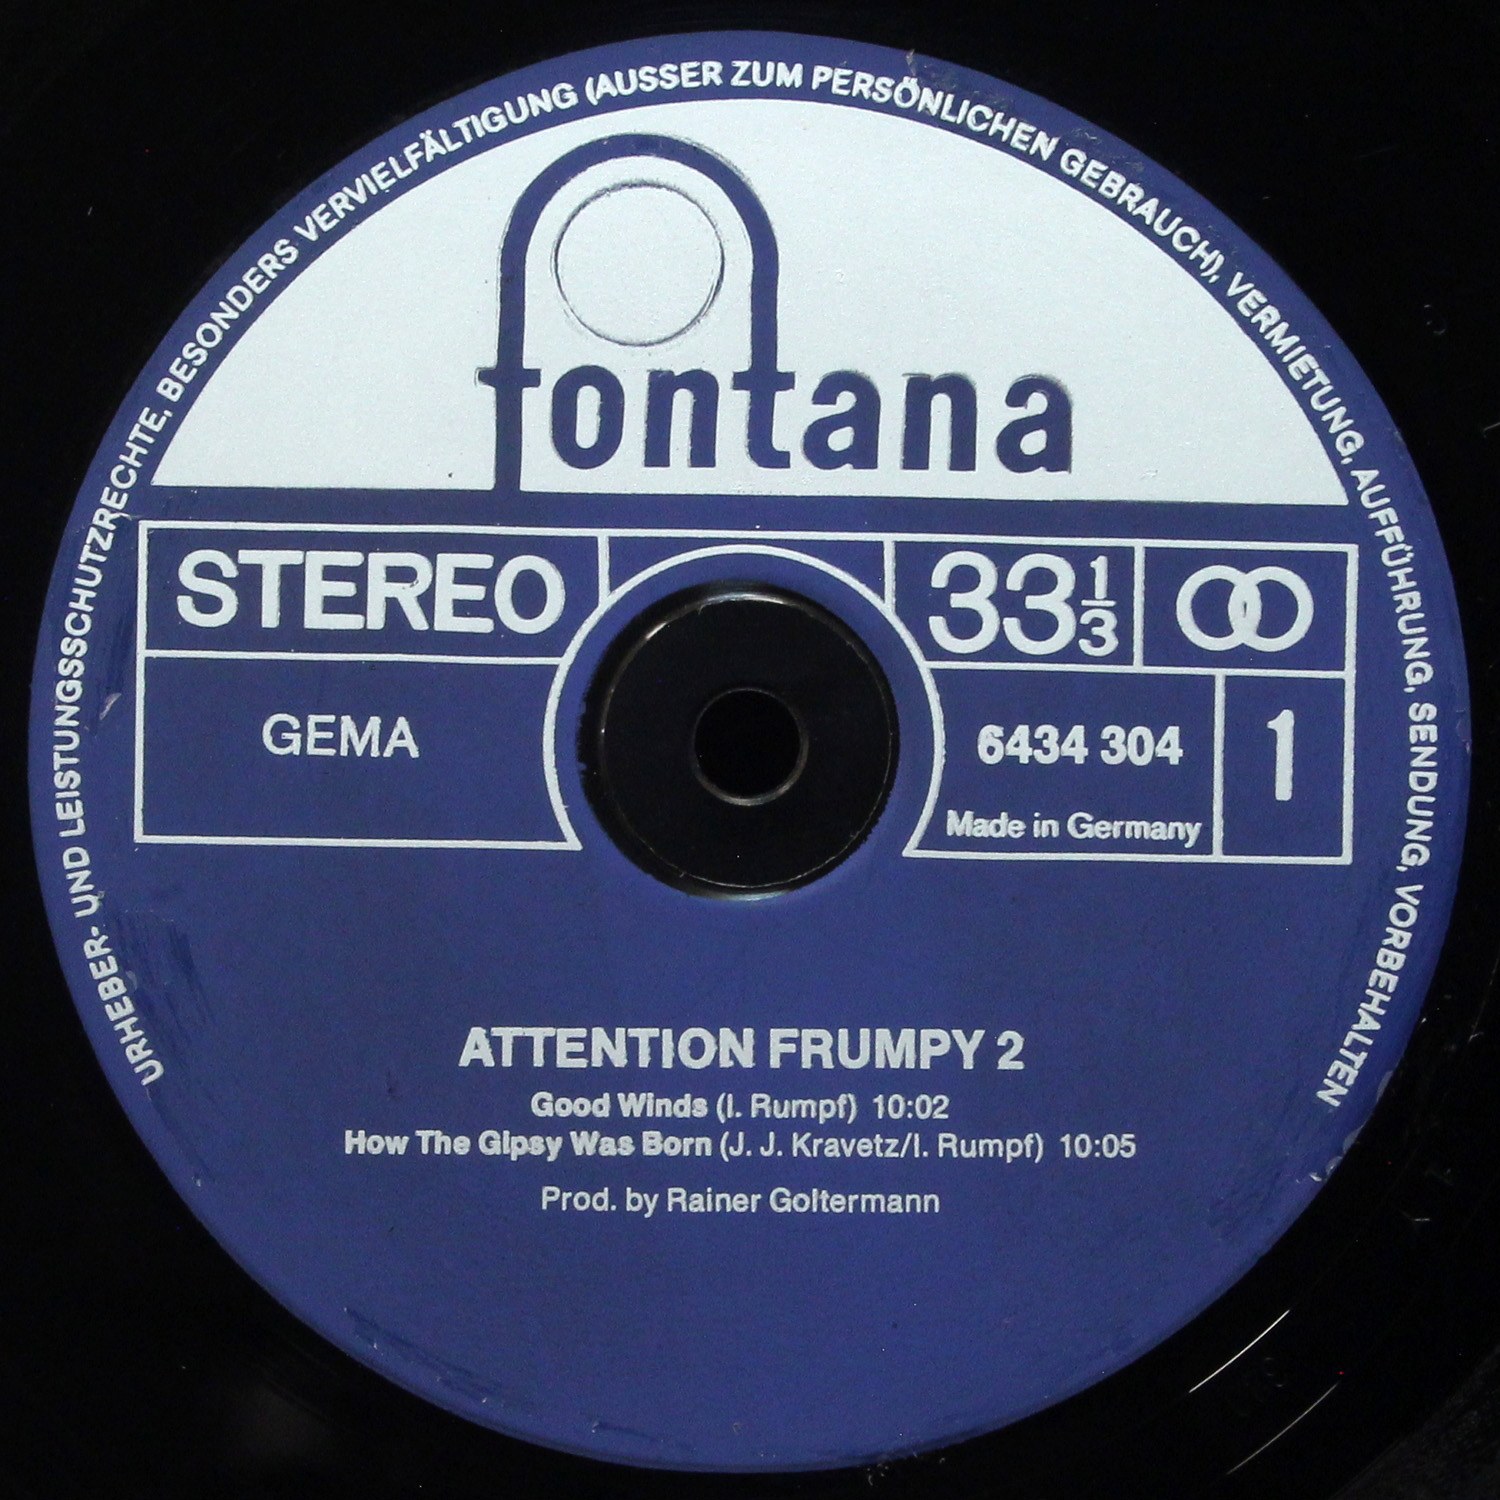 URHEBER- UND LEISTUNGSSCHUTZRECHTE, BESONDERS VERVIELFÄLTIGUNG (AUSSER ZUM PERSÖNLICHEN GEBRAUCH), VERMIETUNG, AUFFÜHRUNG, SENDUNG, VORBEHALTEN
fontana
STEREO 33 1/3
GEMA 6434 304 1
Made in Germany
ATTENTION FRUMPY 2
Good Winds (I. Rumpf) 10:02
How The Gipsy Was Born (J. J. Kravetz/I. Rumpf) 10:05
Prod. by Rainer Goltermann